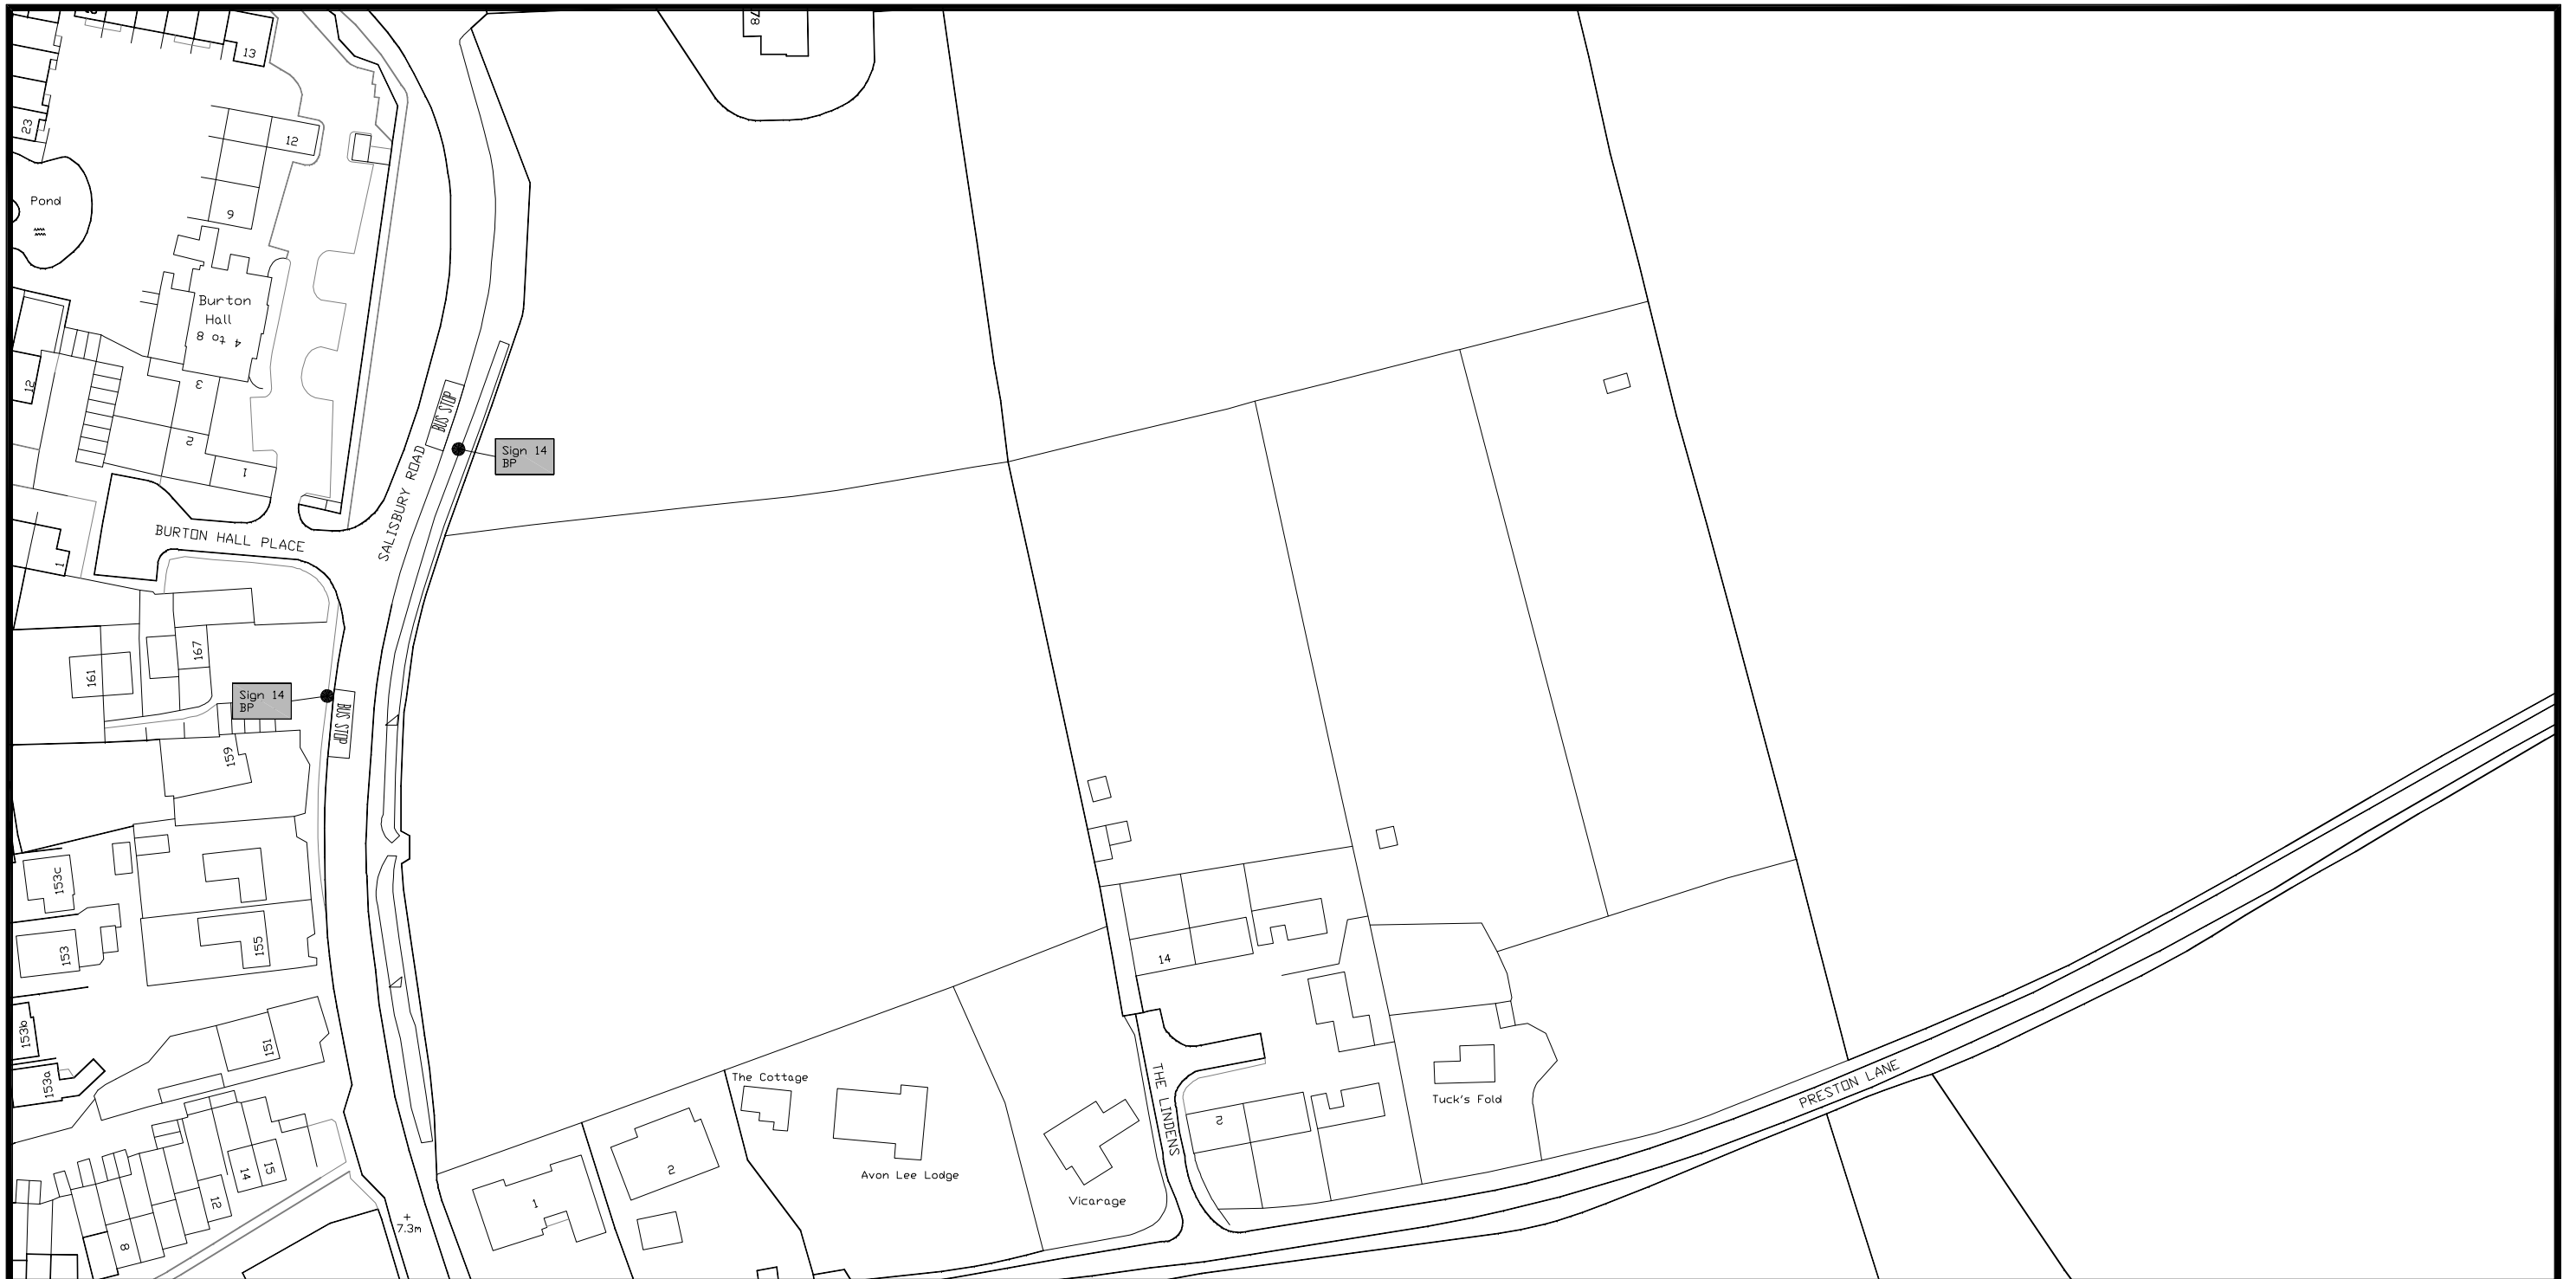 78
13
23
12
9
Pond
Burton
Hall
4 to 8
3
2
1
12
BUS STOP
Sign 14
BP
SALISBURY ROAD
BURTON HALL PLACE
1
167
161
Sign 14
BP
BUS STOP
159
153c
155
153
14
153b
151
153a
The Cottage
THE LINDENS
PRESTON LANE
2
Tuck's Fold
2
Avon Lee Lodge
Vicarage
1
15
14
12
8
+
7.3m